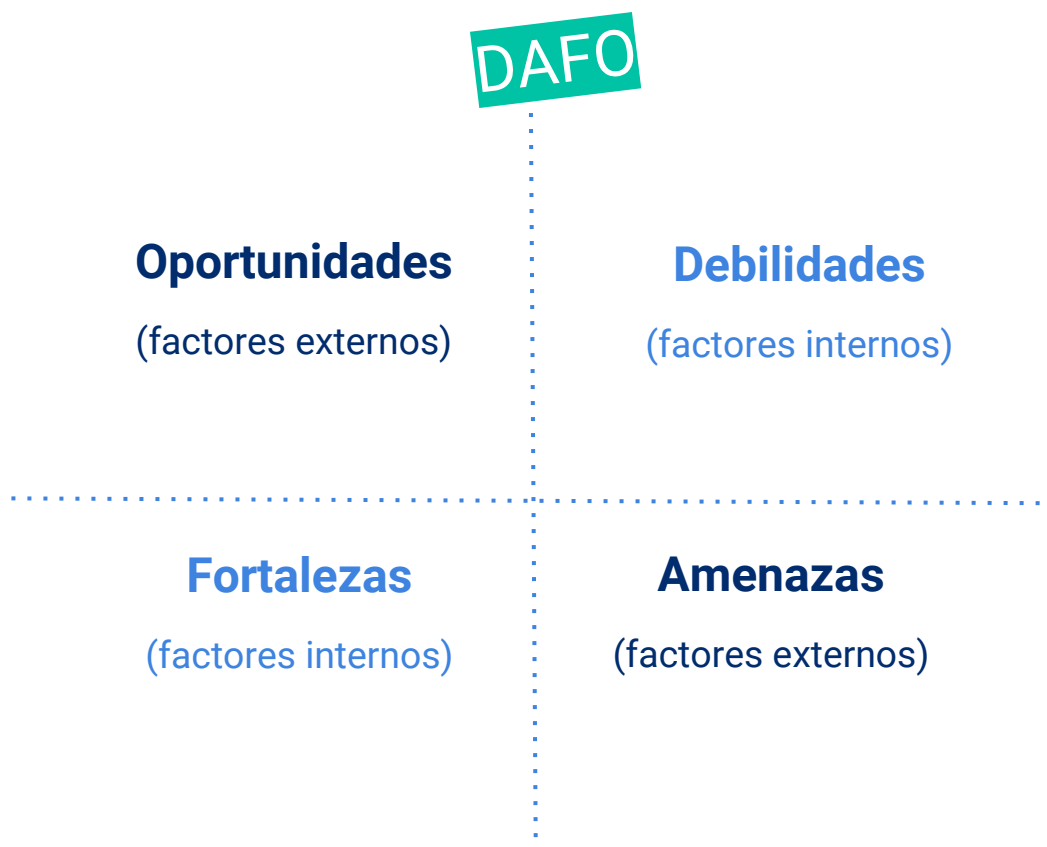 DAFO
Oportunidades
(factores externos)
Debilidades
(factores internos)
Fortalezas
(factores internos)
Amenazas
(factores externos)